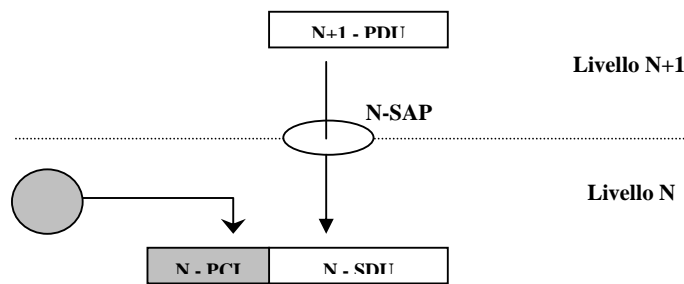 N+1 - PDU
Livello N+1
N-SAP
Livello N
N - PCI
N - SDU